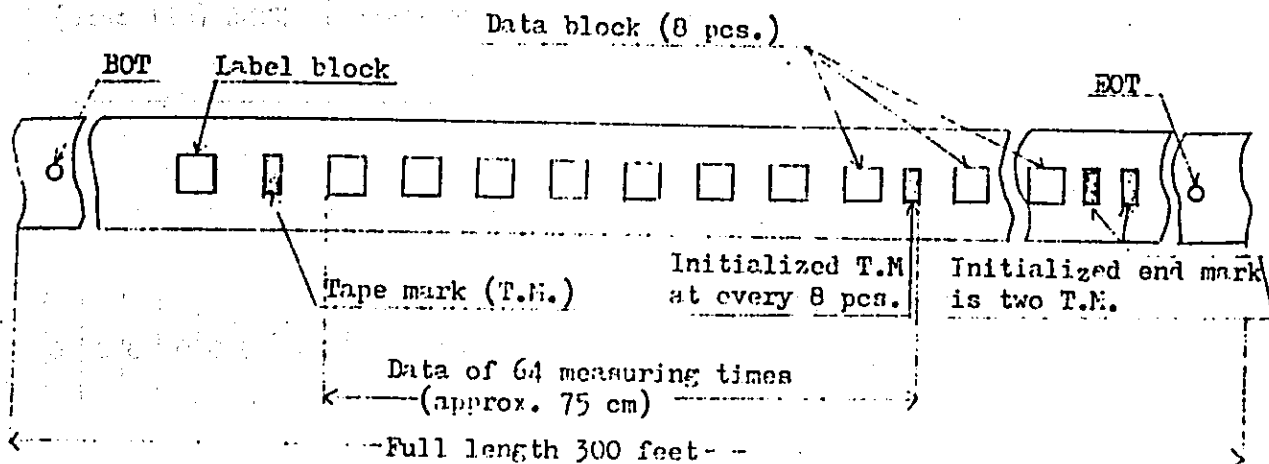 Data block (8 pcs.)
BOT
Label block
EOT
Initialized T.M
at every 8 pcs.
Initialized end mark
is two T.M.
Tape mark (T.M.)
Data of 64 measuring times
(approx. 75 cm)
Full length 300 feet